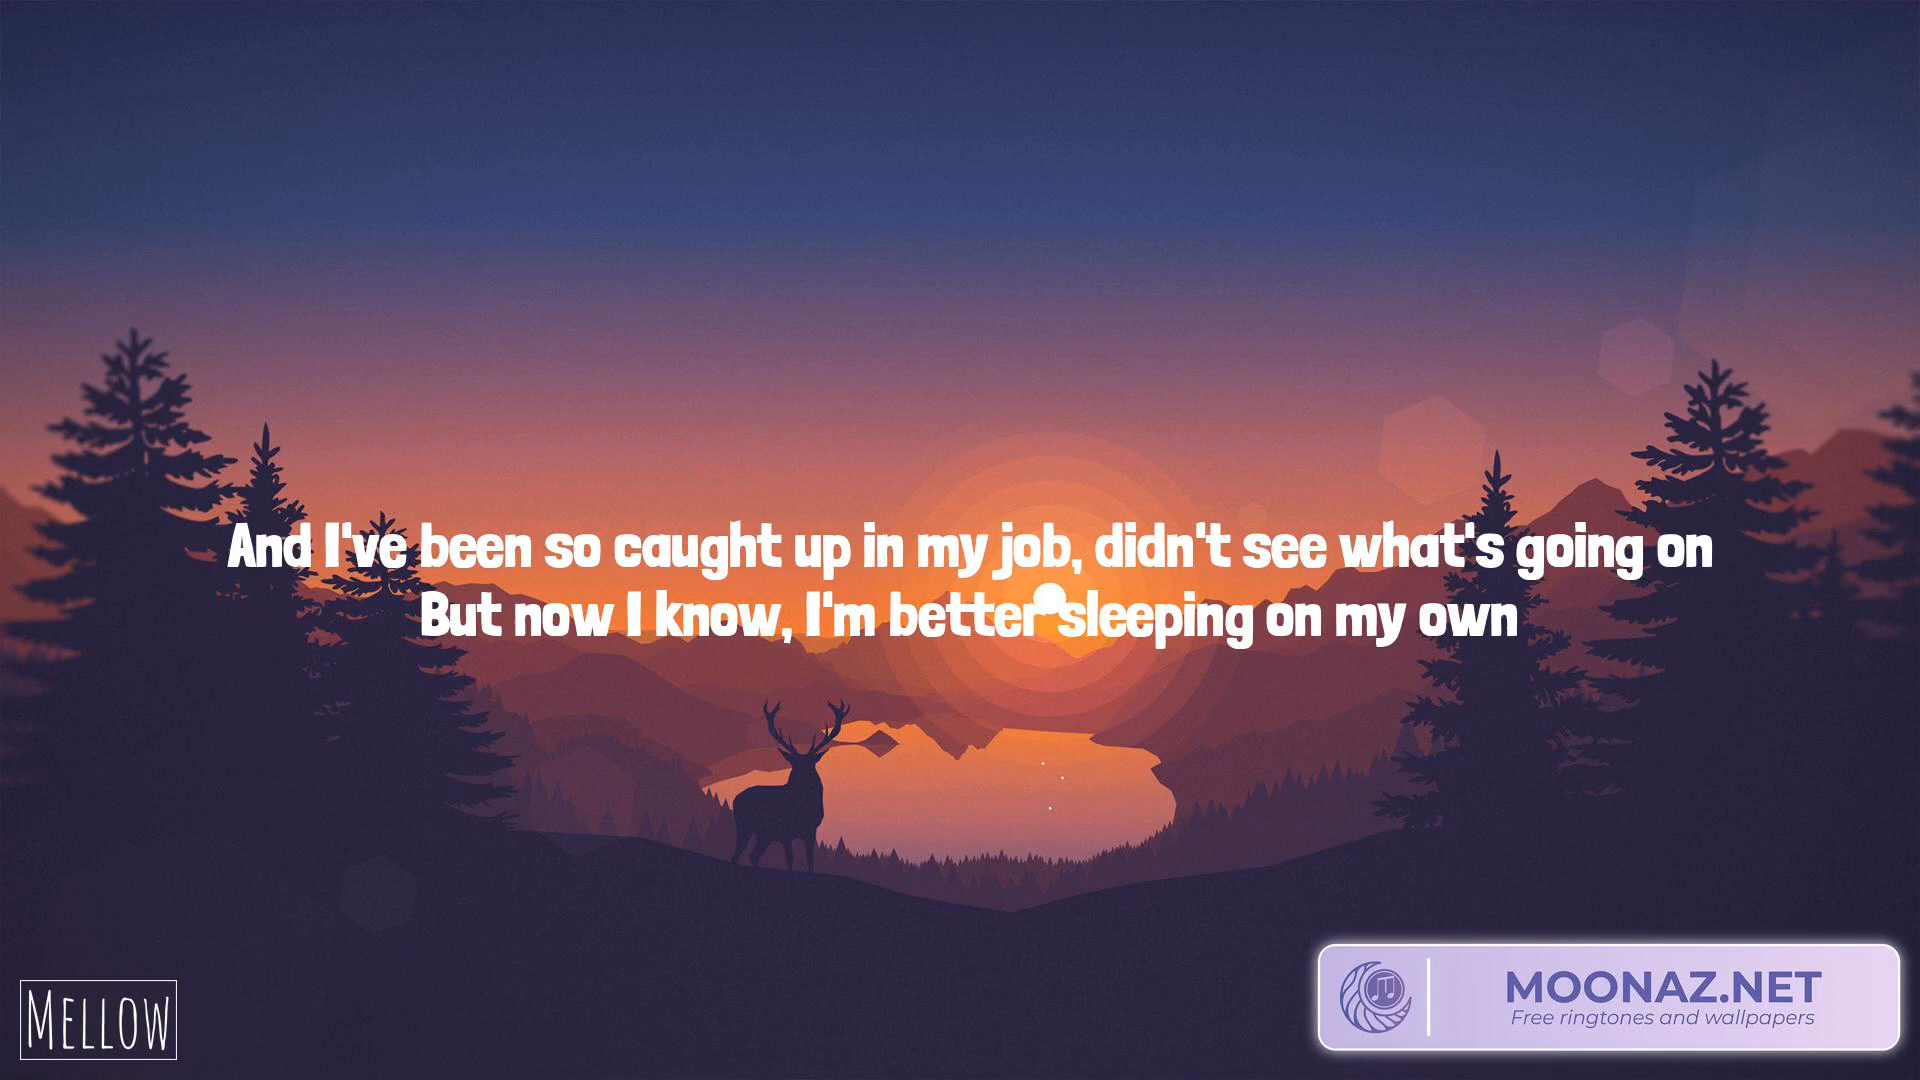 And I've been so caught up in my job, didn't see what's going on
But now I know, I'm better sleeping on my own
MELLOW
MOONAZ.NET
Free ringtones and wallpapers